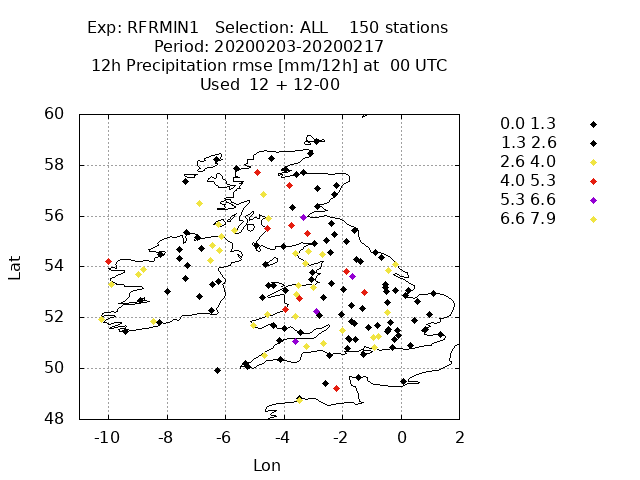 Exp: RFRMIN1 Selection: ALL 150 stations
Period: 20200203-20200217
12h Precipitation rmse [mm/12h] at 00 UTC
Used 12 + 12-00
60
58
56
54
52
50
48
Lat
-10 -8 -6 -4 -2 0 2
Lon
0.0 1.3
1.3 2.6
2.6 4.0
4.0 5.3
5.3 6.6
6.6 7.9